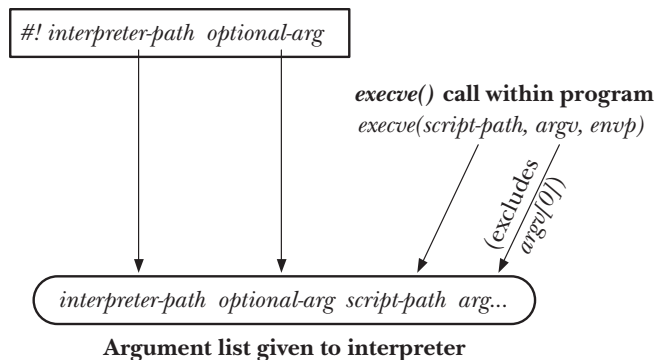 #! interpreter-path optional-arg
execve() call within program
execve(script-path, argv, envp)
(excludes
argv[0])
interpreter-path optional-arg script-path arg...
Argument list given to interpreter